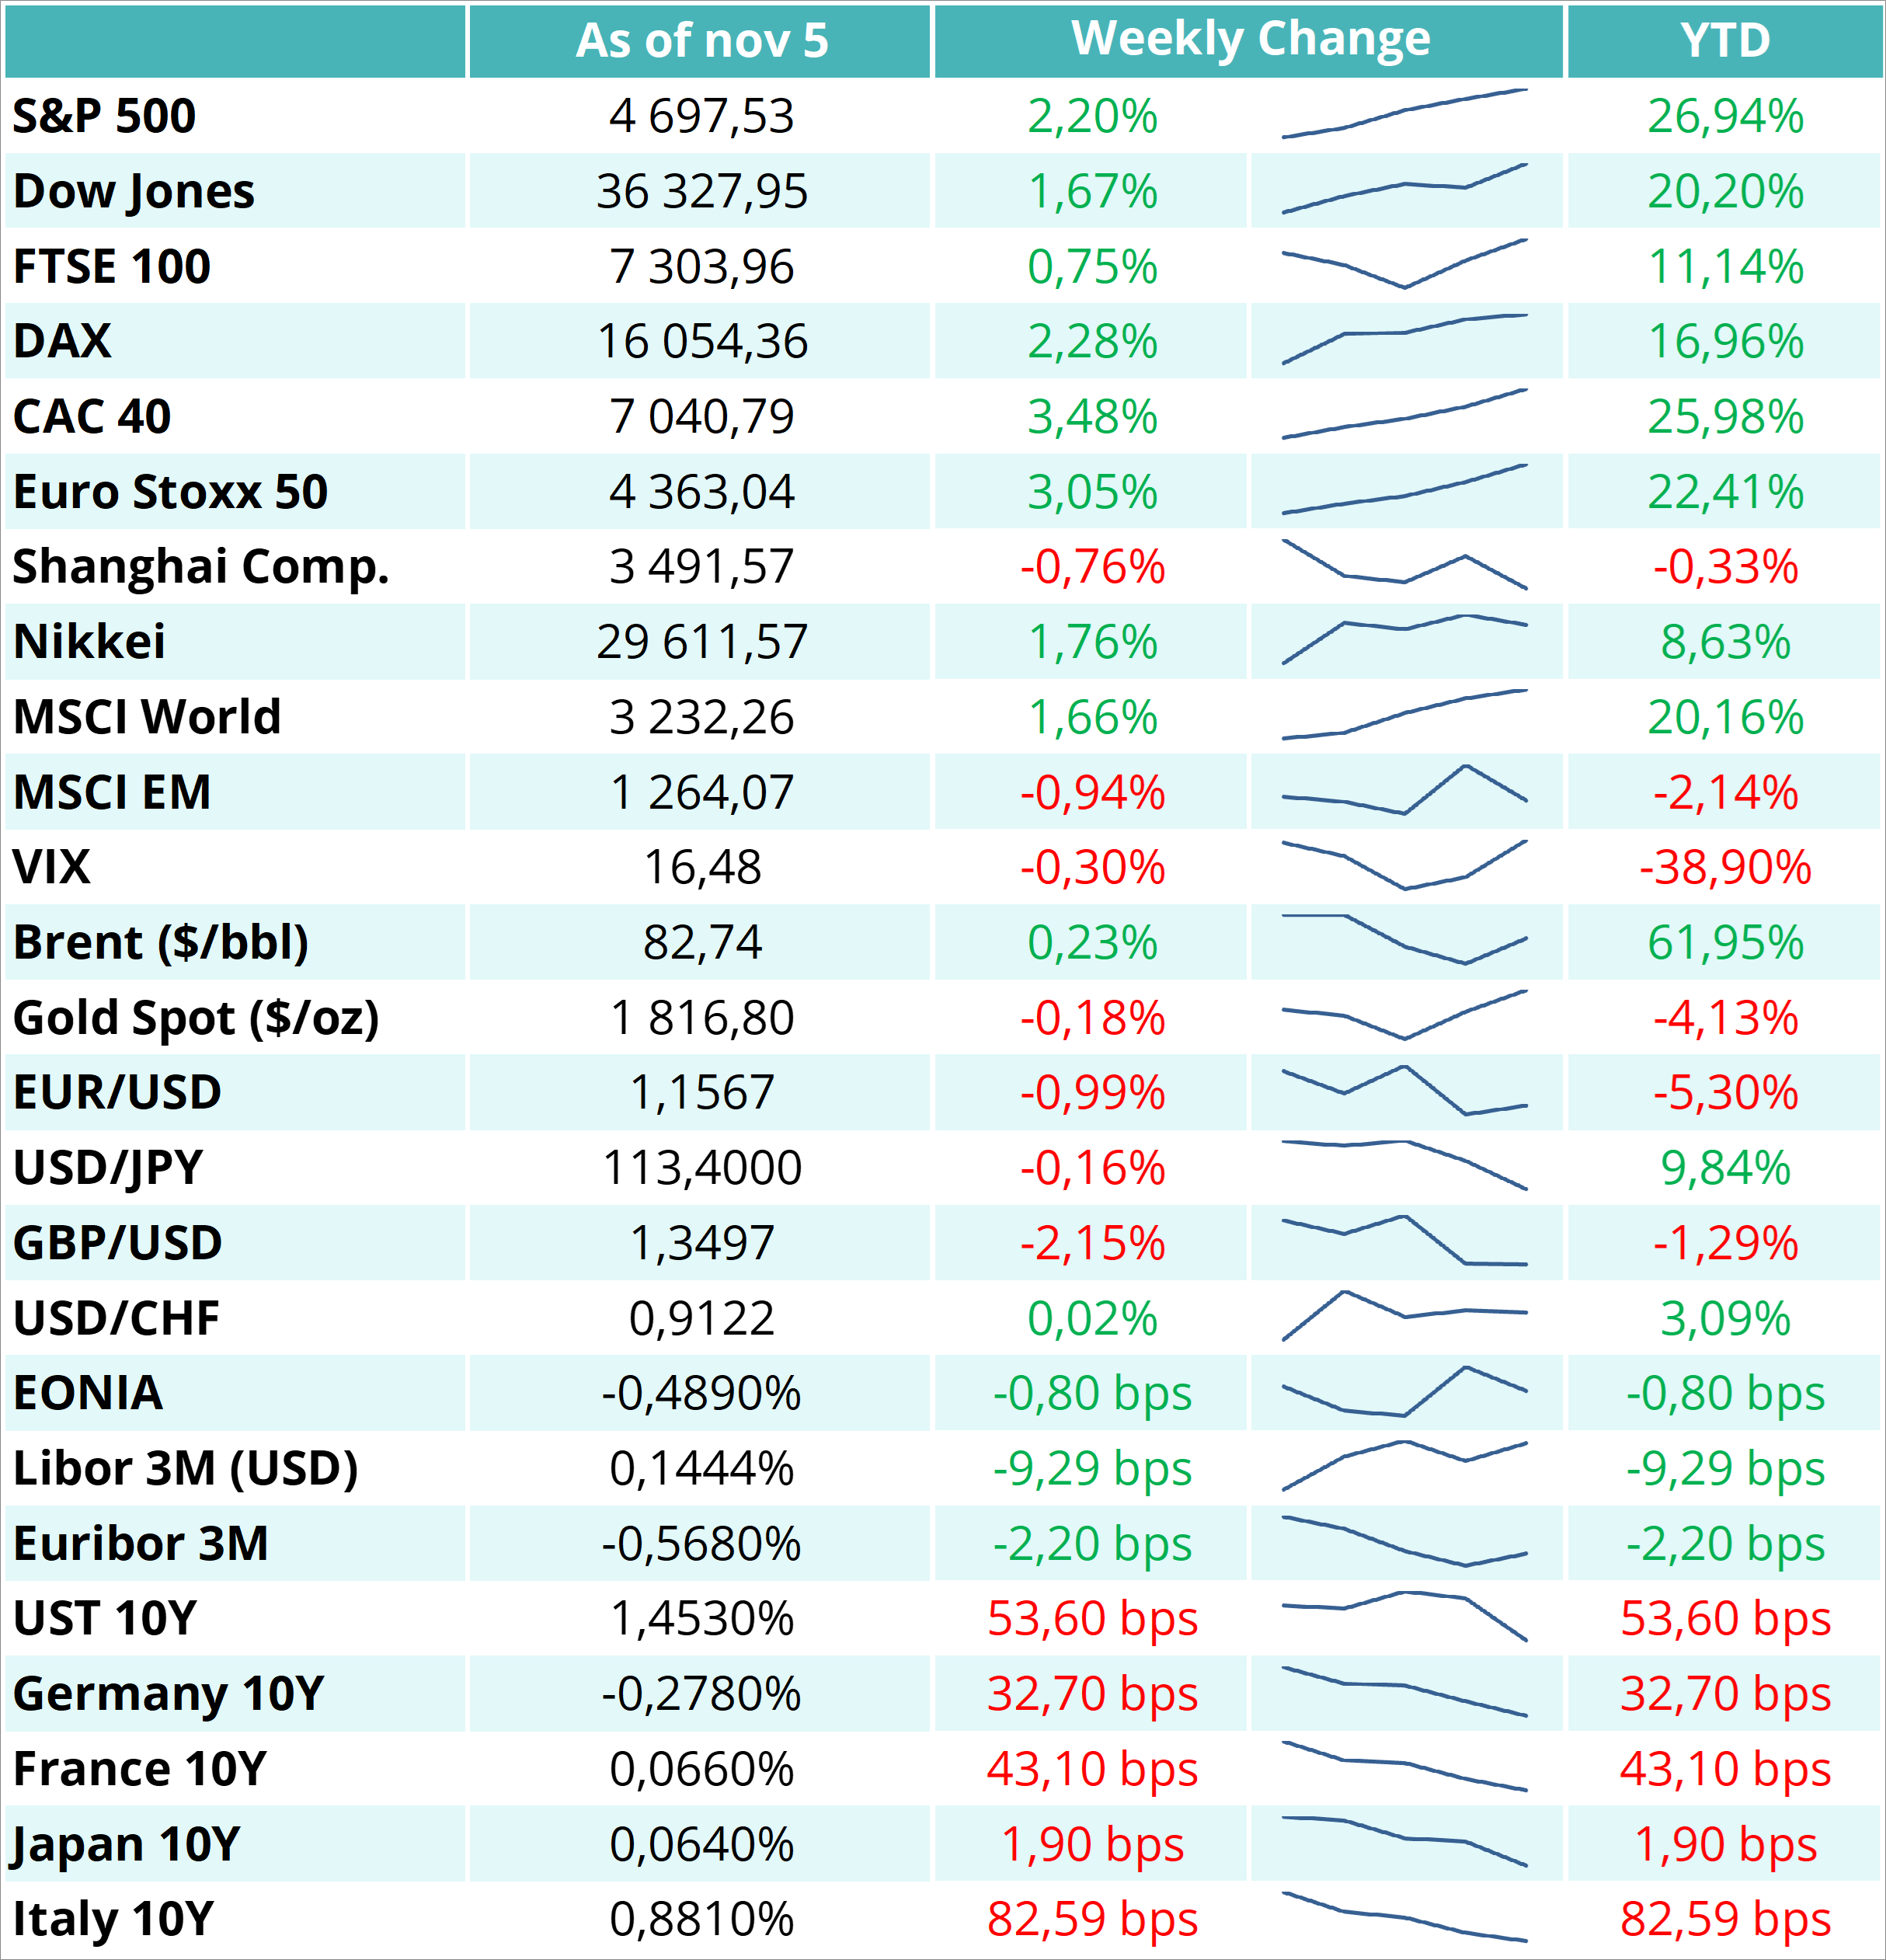 As of nov 5 Weekly Change YTD
S&P 500 4 697,53 2,20% 26,94%
Dow Jones 36 327,95 1,67% 20,20%
FTSE 100 7 303,96 0,75% 11,14%
DAX 16 054,36 2,28% 16,96%
CAC 40 7 040,79 3,48% 25,98%
Euro Stoxx 50 4 363,04 3,05% 22,41%
Shanghai Comp. 3 491,57 -0,76% -0,33%
Nikkei 29 611,57 1,76% 8,63%
MSCI World 3 232,26 1,66% 20,16%
MSCI EM 1 264,07 -0,94% -2,14%
VIX 16,48 -0,30% -38,90%
Brent ($/bbl) 82,74 0,23% 61,95%
Gold Spot ($/oz) 1 816,80 -0,18% -4,13%
EUR/USD 1,1567 -0,99% -5,30%
USD/JPY 113,4000 -0,16% 9,84%
GBP/USD 1,3497 -2,15% -1,29%
USD/CHF 0,9122 0,02% 3,09%
EONIA -0,4890% -0,80 bps -0,80 bps
Libor 3M (USD) 0,1444% -9,29 bps -9,29 bps
Euribor 3M -0,5680% -2,20 bps -2,20 bps
UST 10Y 1,4530% 53,60 bps 53,60 bps
Germany 10Y -0,2780% 32,70 bps 32,70 bps
France 10Y 0,0660% 43,10 bps 43,10 bps
Japan 10Y 0,0640% 1,90 bps 1,90 bps
Italy 10Y 0,8810% 82,59 bps 82,59 bps